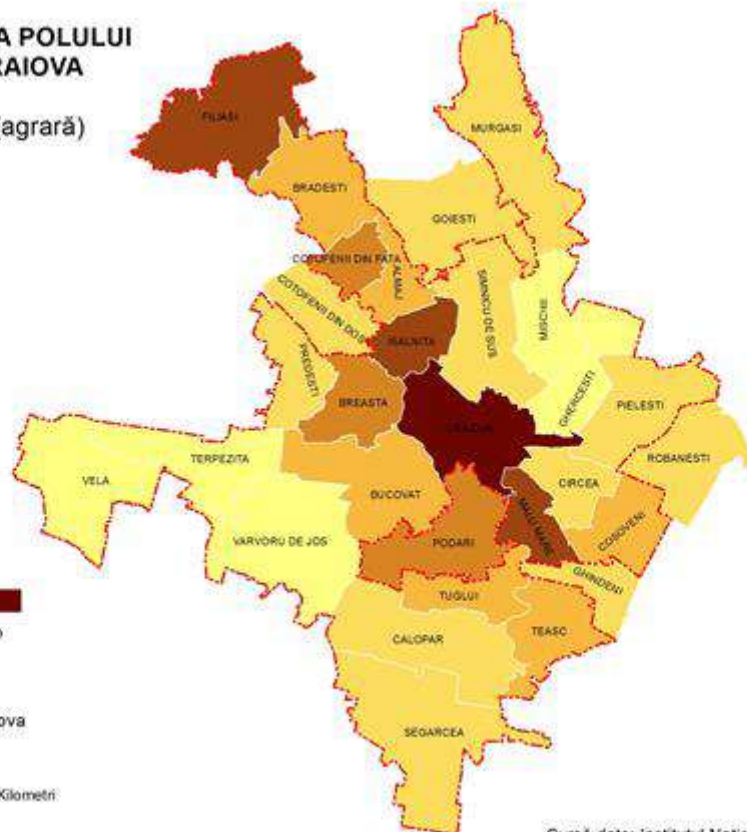 A POLULUI
RAIOVA
agrară)
FILIASI
MURGASI
BRADESTI
GOIESTI
COTOFENII DIN FATA
ALMAJ
SIMNICU DE SUS
MISCHII
COTOFENII DIN DOS
ISALNITA
PREDESTI
GHERCESTI
BREASTA
PIELESTI
CRAIOVA
ROBANESTI
TERPEZITA
VELA
BUCOVAT
CIRCEA
MALU MARE
COSOVENI
VARVORU DE JOS
PODARI
GHINDENI
TUGLUI
TEASC
CALOPAR
ova
SEGARCEA
Kilometri